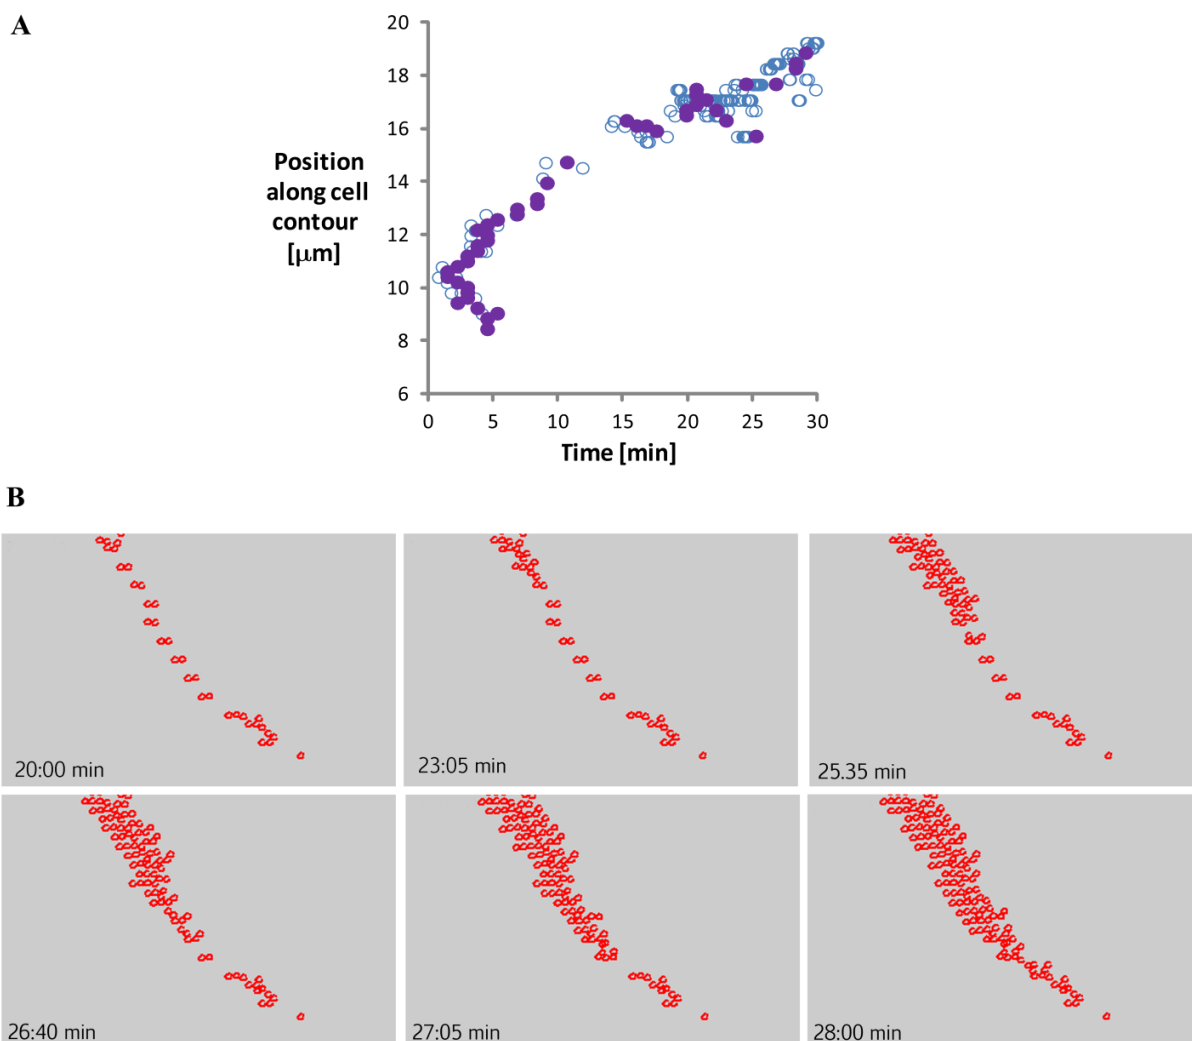 A
20
18
16
14
12
10
8
6
Position
along cell
contour
[µm]
0 5 10 15 20 25 30
Time [min]
B
20:00 min
23:05 min
25.35 min
26:40 min
27:05 min
28:00 min